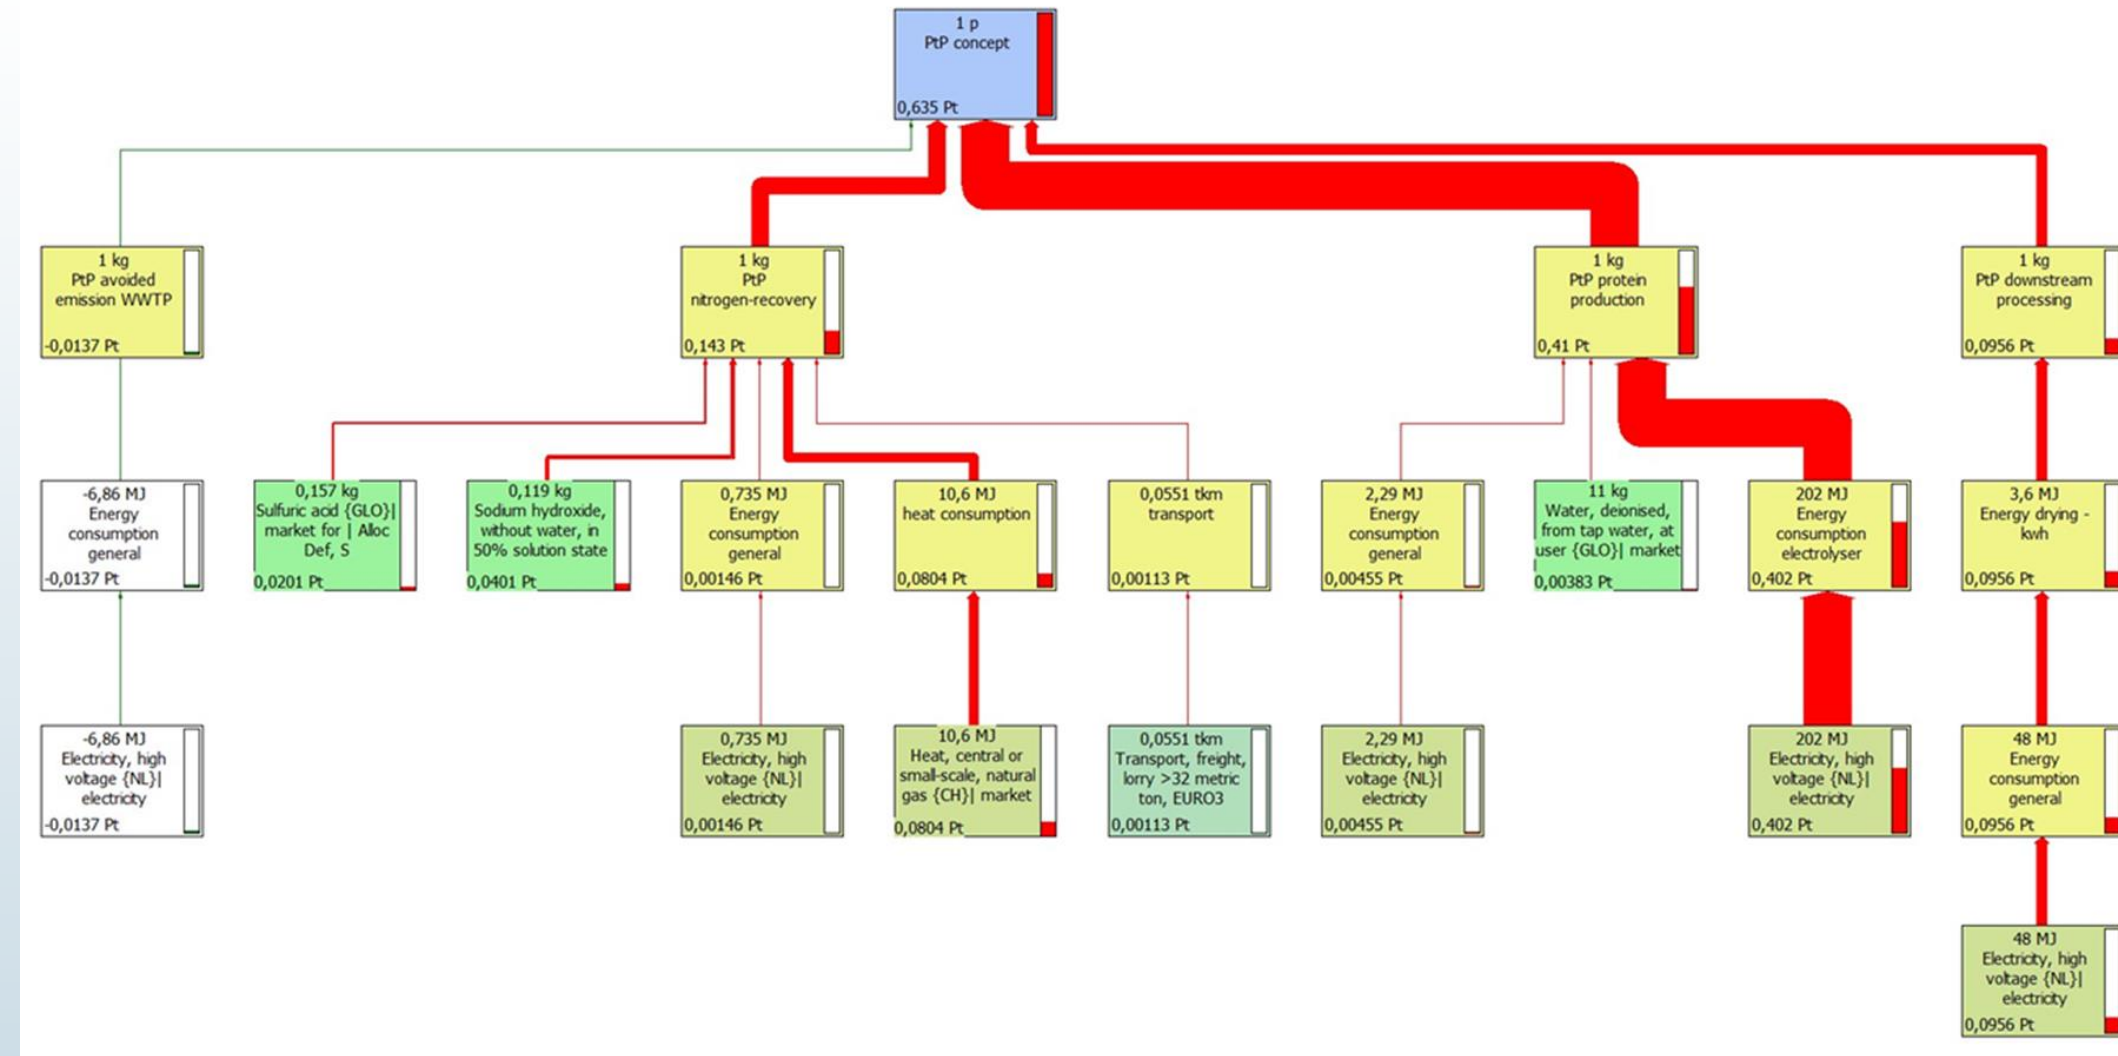 1 p
PtP concept
0,635 Pt
1 kg
PtP avoided
emission WWTP
-0,0137 Pt
1 kg
PtP
nitrogen-recovery
0,143 Pt
1 kg
PtP protein
production
0,41 Pt
1 kg
PtP downstream
processing
0,0956 Pt
-6,86 MJ
Energy
consumption
general
-0,0137 Pt
0,157 kg
Sulfuric acid {GLO}|
market for | Alloc
Def, S
0,0201 Pt
0,119 kg
Sodium hydroxide,
without water, in
50% solution state
0,0401 Pt
0,735 MJ
Energy
consumption
general
0,00146 Pt
10,6 MJ
heat consumption
0,0804 Pt
0,0551 tkm
transport
0,00113 Pt
2,29 MJ
Energy
consumption
general
0,00455 Pt
11 kg
Water, deionised,
from tap water, at
user {GLO}| market
0,00383 Pt
202 MJ
Energy
consumption
electrolyser
0,402 Pt
3,6 MJ
Energy drying -
kwh
0,0956 Pt
-6,86 MJ
Electricity, high
voltage {NL}|
electricity
-0,0137 Pt
0,735 MJ
Electricity, high
voltage {NL}|
electricity
0,00146 Pt
10,6 MJ
Heat, central or
small-scale, natural
gas {CH}| market
0,0804 Pt
0,0551 tkm
Transport, freight,
lorry >32 metric
ton, EURO3
0,00113 Pt
2,29 MJ
Electricity, high
voltage {NL}|
electricity
0,00455 Pt
202 MJ
Electricity, high
voltage {NL}|
electricity
0,402 Pt
48 MJ
Energy
consumption
general
0,0956 Pt
48 MJ
Electricity, high
voltage {NL}|
electricity
0,0956 Pt